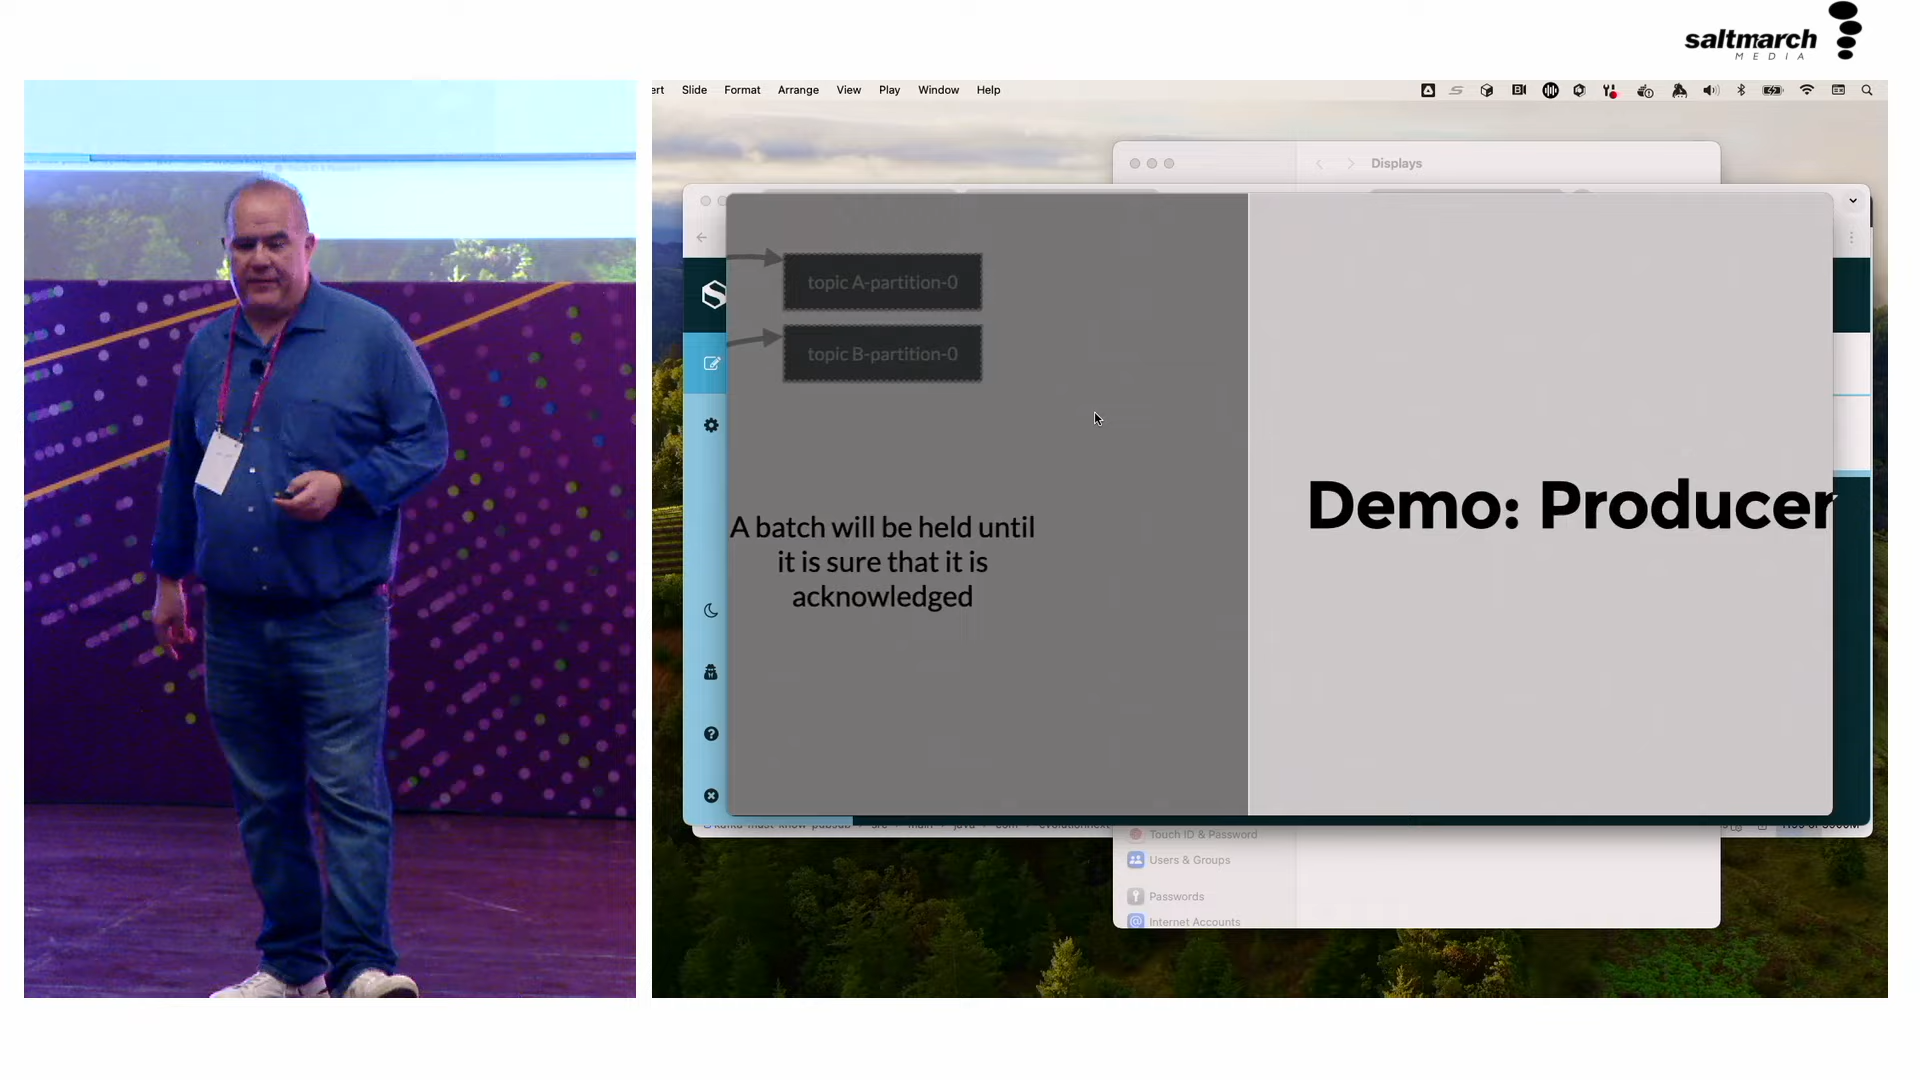 saltmarch
MEDIA
Slide Format Arrange View Play Window Help
Displays
topic A-partition-0
topic B-partition-0
A batch will be held until
it is sure that it is
acknowledged
Demo: Producer
Touch ID & Password
Users & Groups
Passwords
Internet Accounts